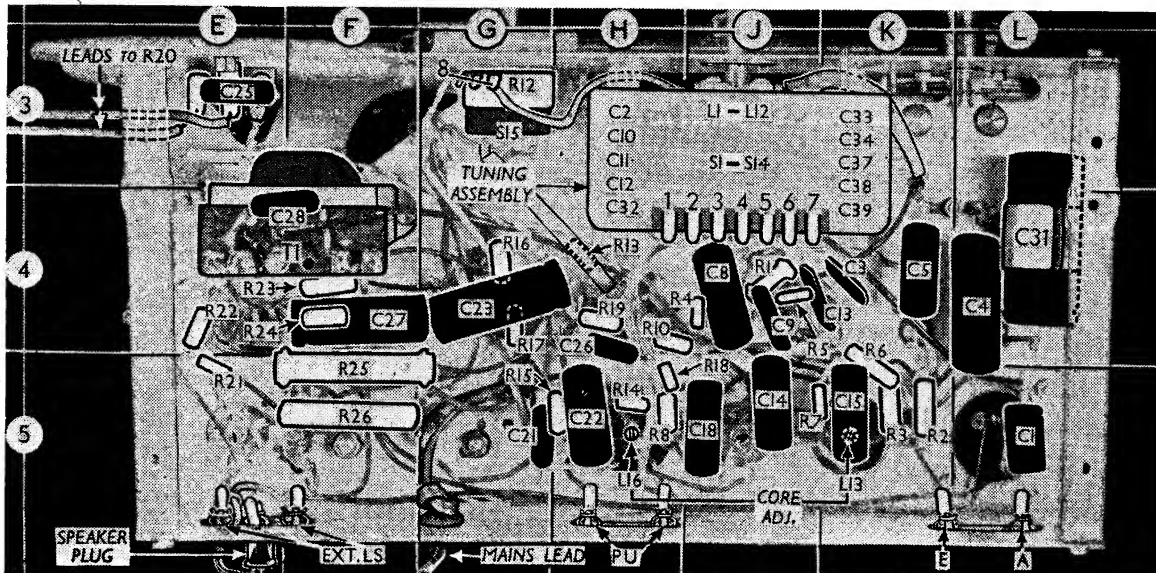 E F G H J K L
LEADS TO R20
3
C25
8
R12
S15
C2
C10
C11
C12
C32
L1 – L12
S1 – S14
C33
C34
C37
C38
C39
TUNING
ASSEMBLY
1 2 3 4 5 6 7
4
C28
T1
R16
R13
C31
C8
R1
C3
C5
C4
R23
R22
R24
C27
C23
R19
R4
C9
C13
R17
C26
R10
R5
R6
R21
R25
R15
R18
5
R26
C21
C22
R14
R8
C18
C14
R7
C15
R3
R2
C1
L16
L13
CORE
ADJ.
SPEAKER
PLUG
EXT.LS
MAINS LEAD
PU
E
A